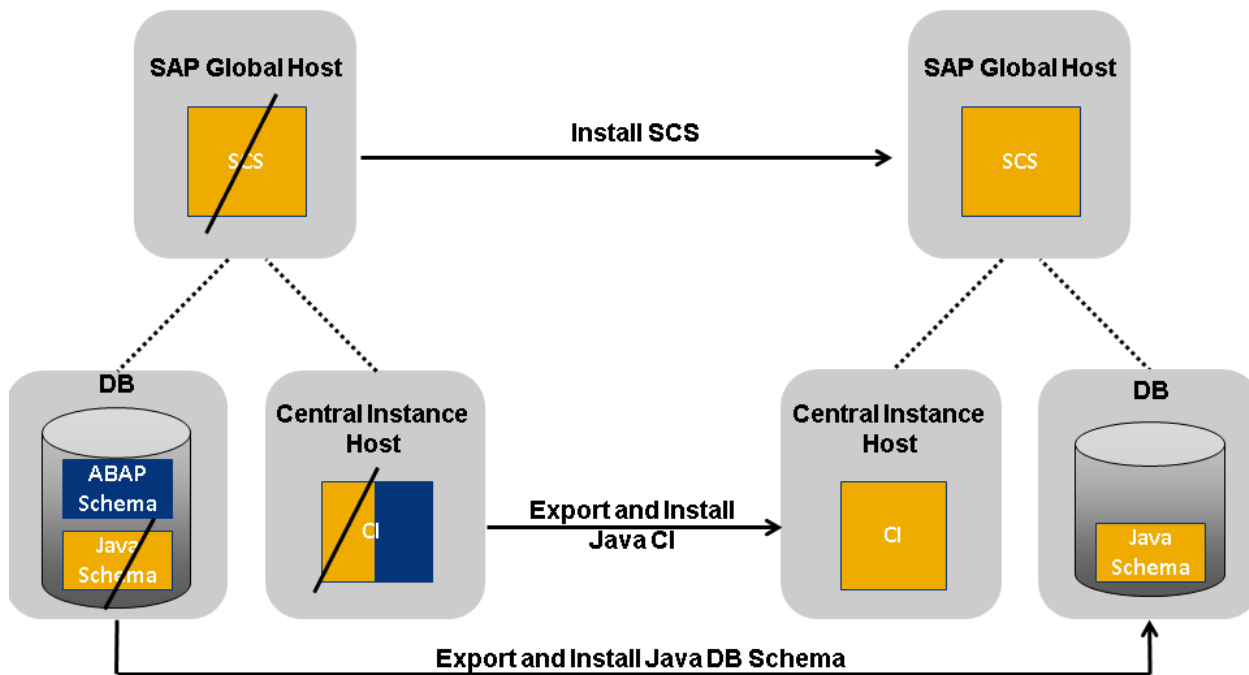 SAP Global Host
SCS
Install SCS
SAP Global Host
SCS
DB
ABAP
Schema
Java
Schema
Central Instance
Host
CI
Export and Install
Java CI
Central Instance
Host
CI
DB
Java
Schema
Export and Install Java DB Schema